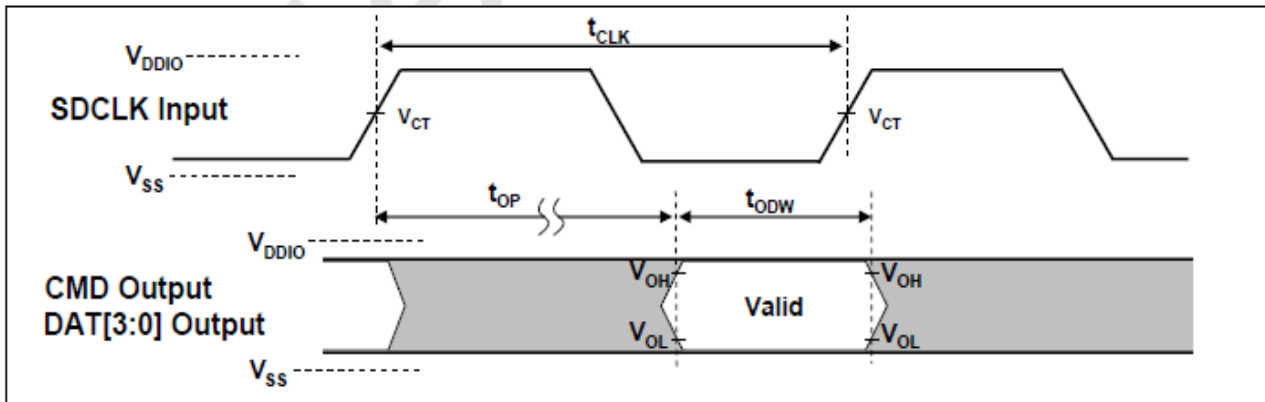 tCLK
VDDIO
SDCLK Input
VCT
VCT
VSS
tOP
tODW
VDDIO
CMD Output
DAT[3:0] Output
VOH
VOH
Valid
VOL
VOL
VSS